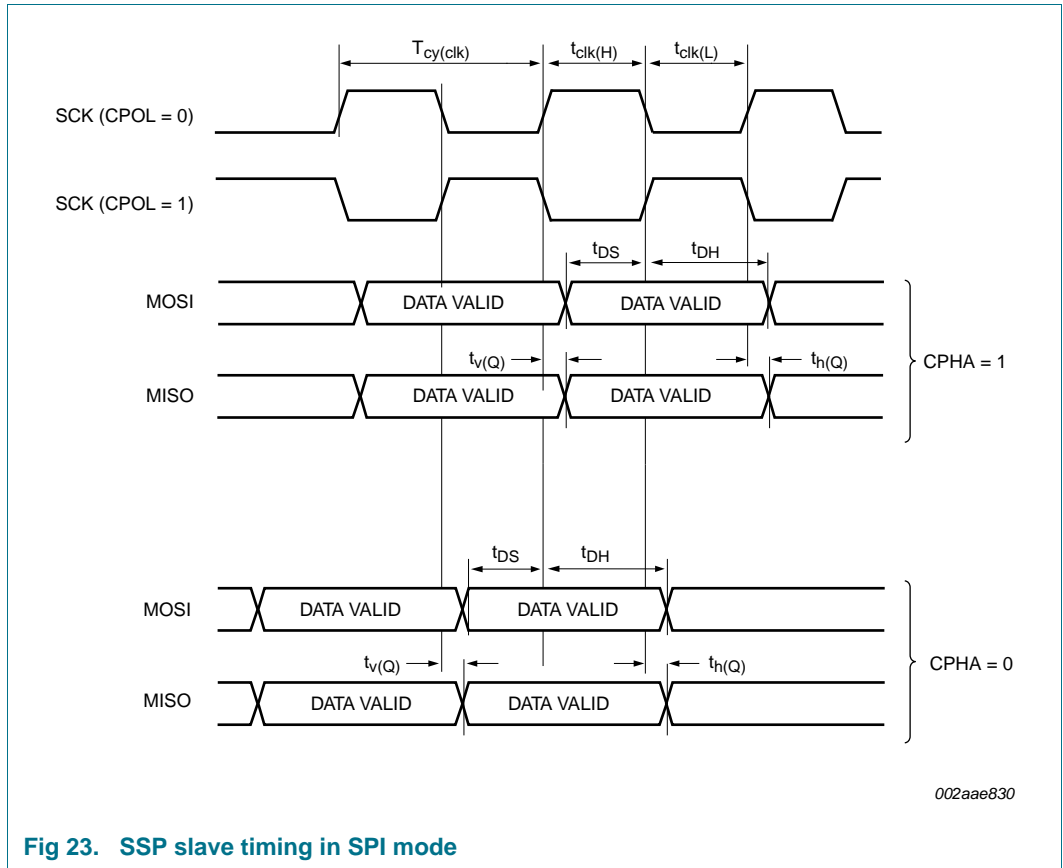 Tcy(clk) tclk(H) tclk(L)
SCK (CPOL = 0)
SCK (CPOL = 1)
tDS tDH
MOSI DATA VALID DATA VALID
tv(Q) th(Q)
CPHA = 1
MISO DATA VALID DATA VALID
tDS tDH
MOSI DATA VALID DATA VALID
tv(Q) th(Q)
CPHA = 0
MISO DATA VALID DATA VALID
002aae830
Fig 23. SSP slave timing in SPI mode